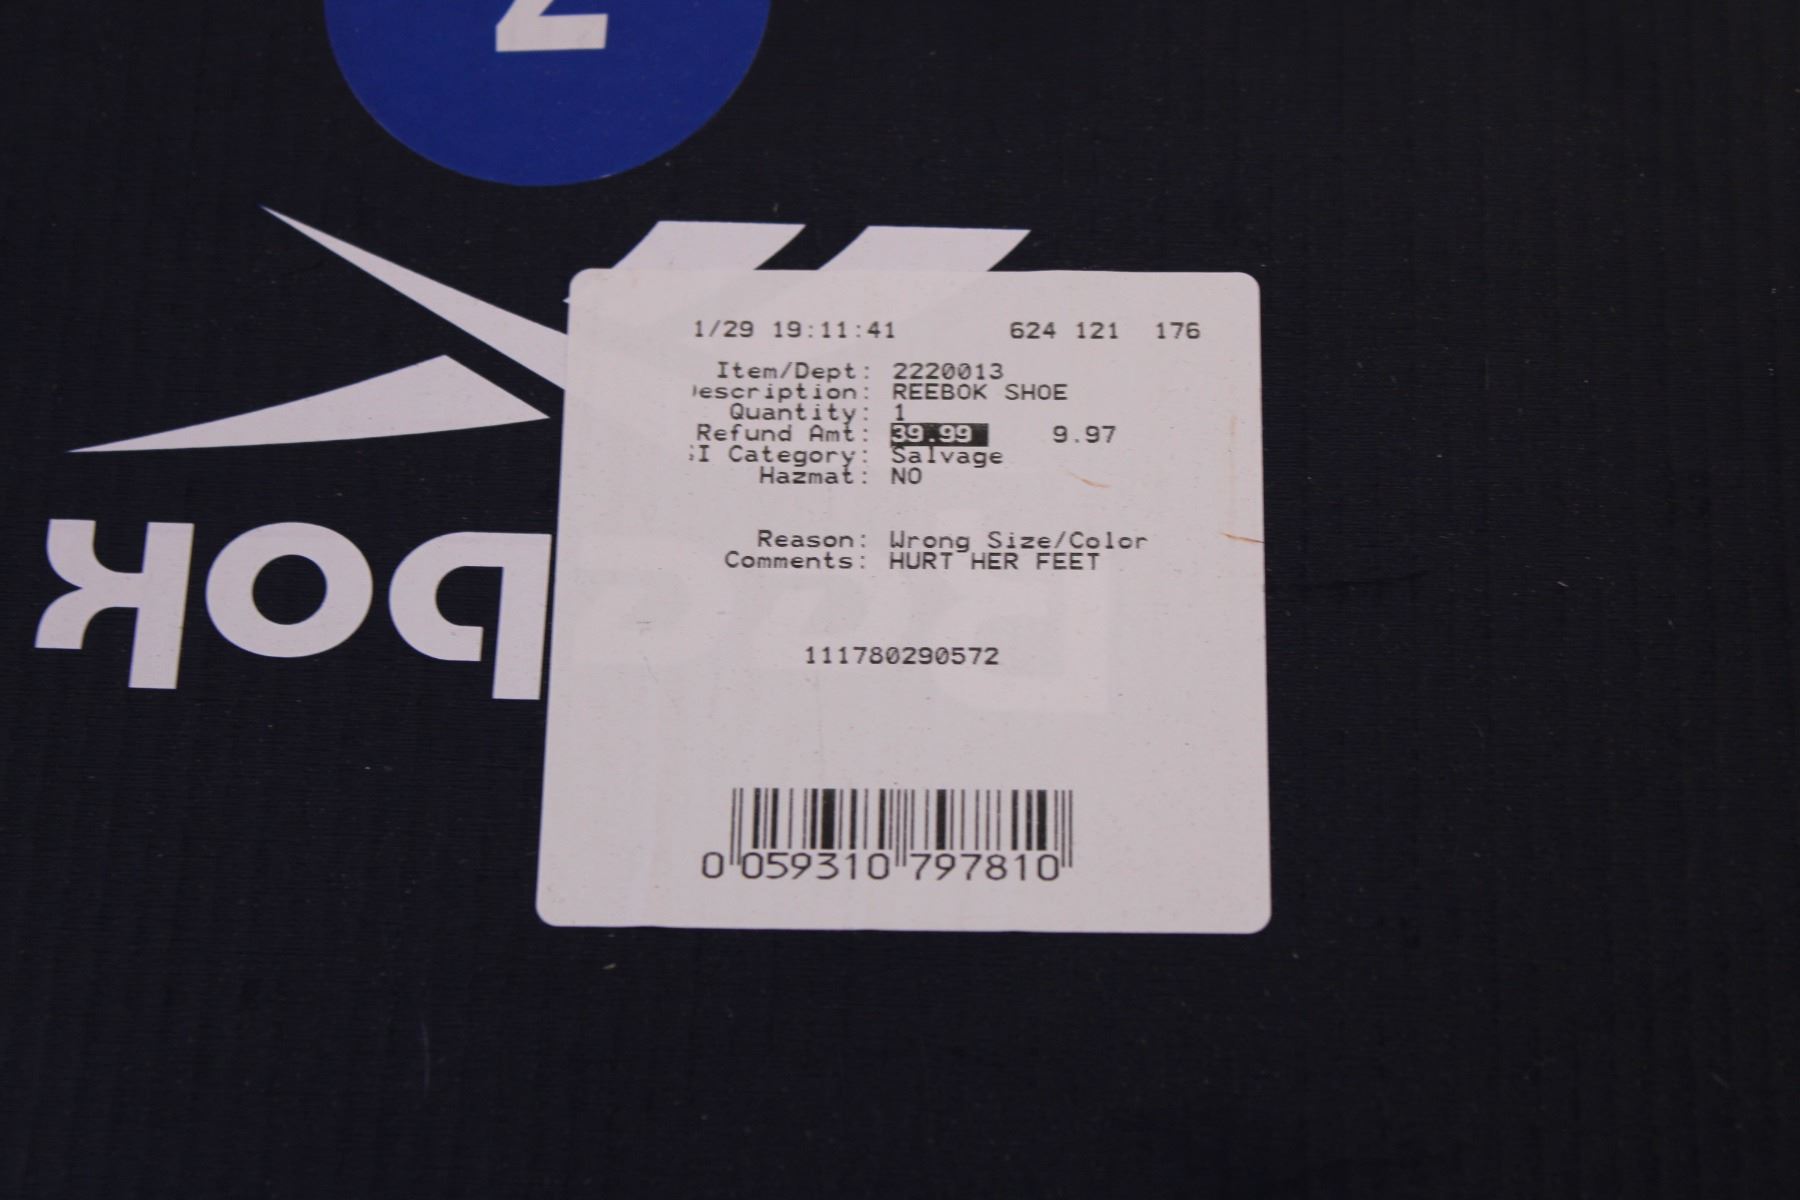 1/29 19:11:41 624 121 176
Item/Dept: 2220013
escription: REEBOK SHOE
Quantity: 1
Refund Amt: 39.99 9.97
I Category: Salvage
Hazmat: NO
Reason: Wrong Size/Color
Comments: HURT HER FEET
111780290572
0 059310 797810
bok